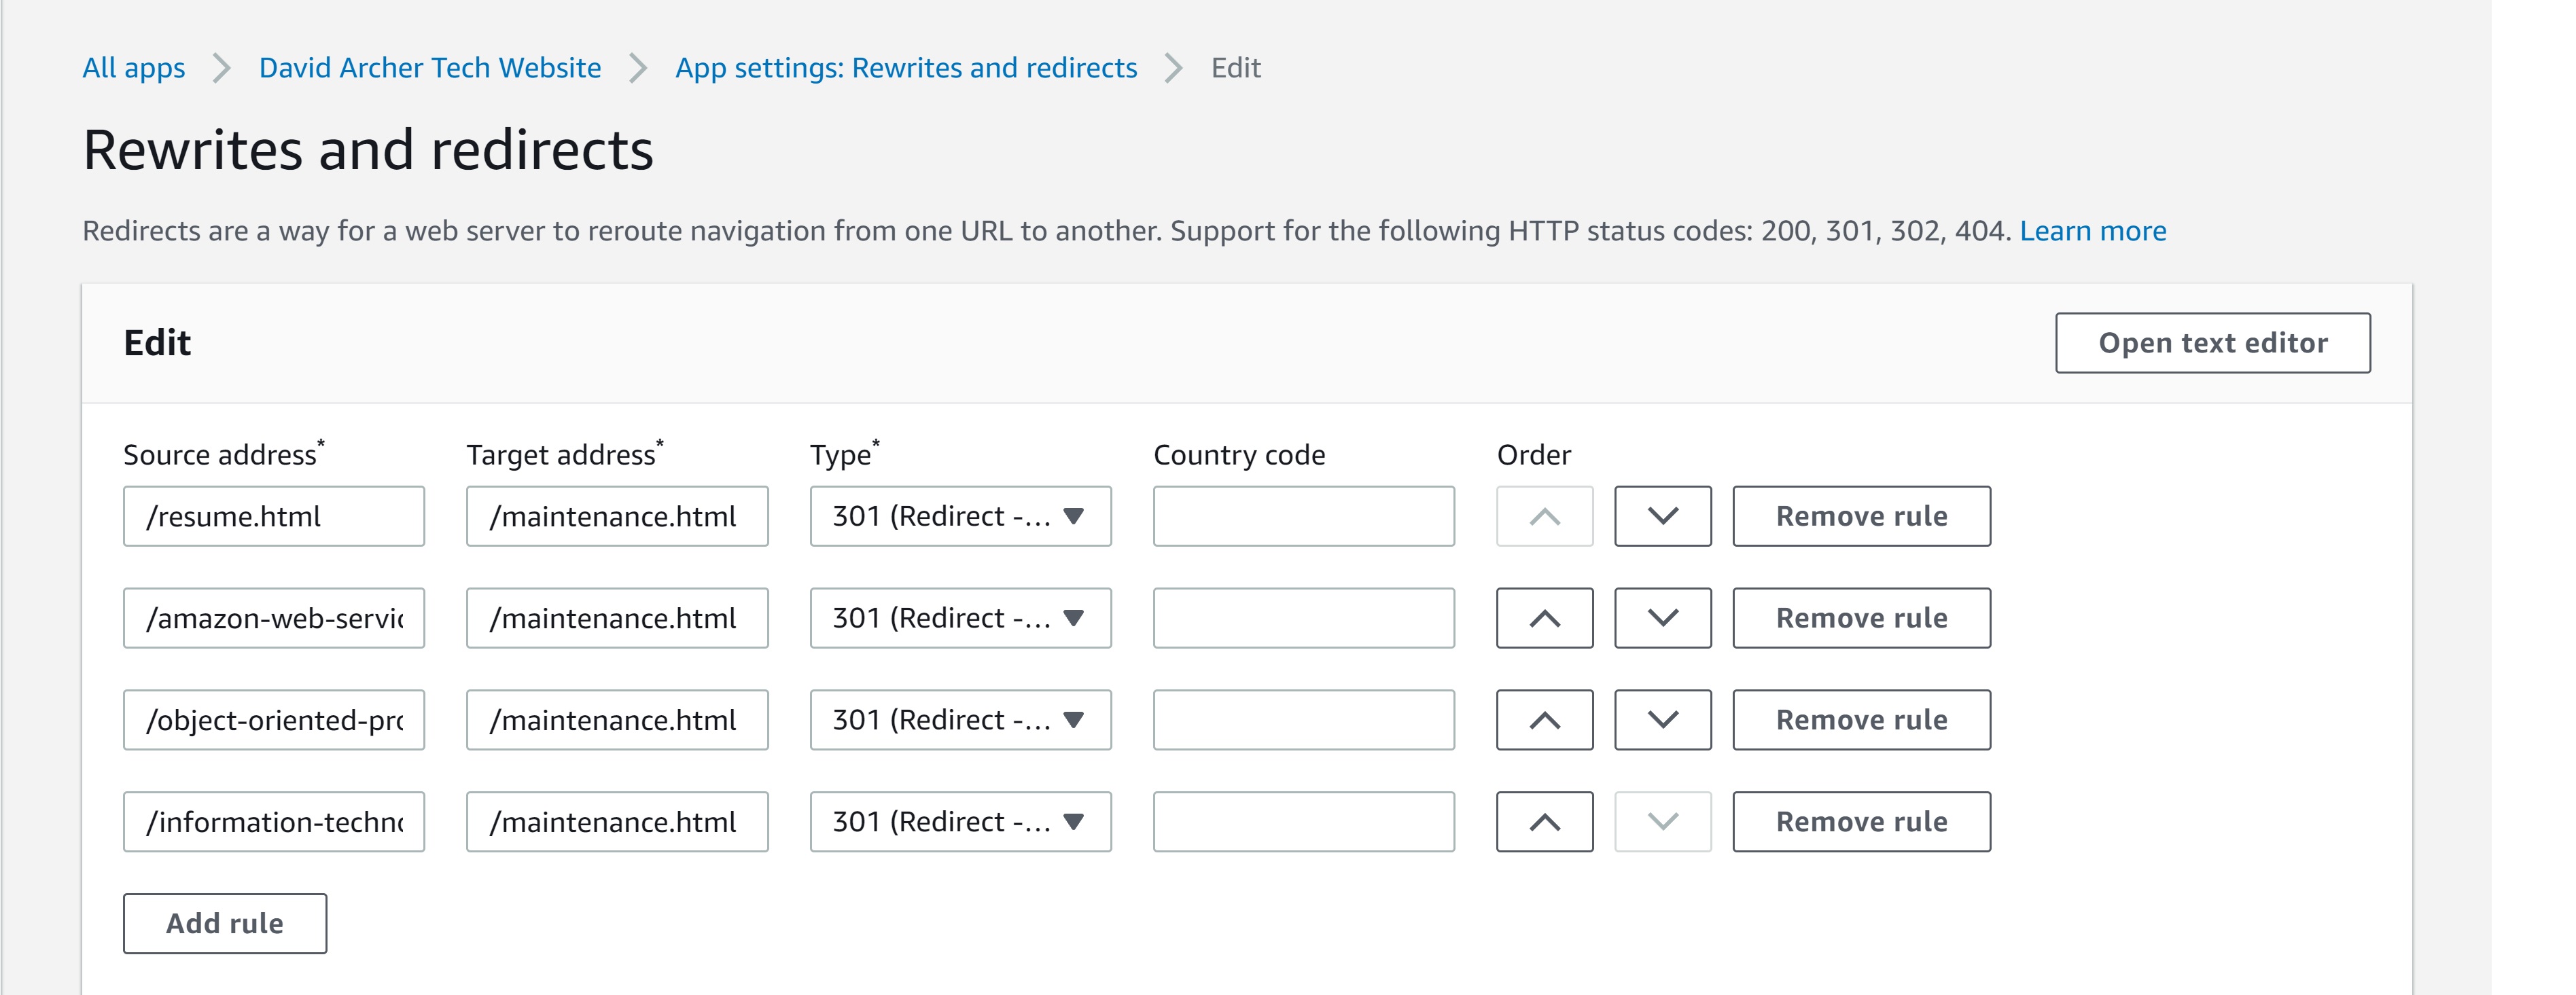 All apps > David Archer Tech Website > App settings: Rewrites and redirects > Edit
Rewrites and redirects
Redirects are a way for a web server to reroute navigation from one URL to another. Support for the following HTTP status codes: 200, 301, 302, 404. Learn more
Edit Open text editor
Source address* Target address* Type* Country code Order
/resume.html /maintenance.html 301 (Redirect -... Remove rule
/amazon-web-servic /maintenance.html 301 (Redirect -... Remove rule
/object-oriented-pro /maintenance.html 301 (Redirect -... Remove rule
/information-techno /maintenance.html 301 (Redirect -... Remove rule
Add rule